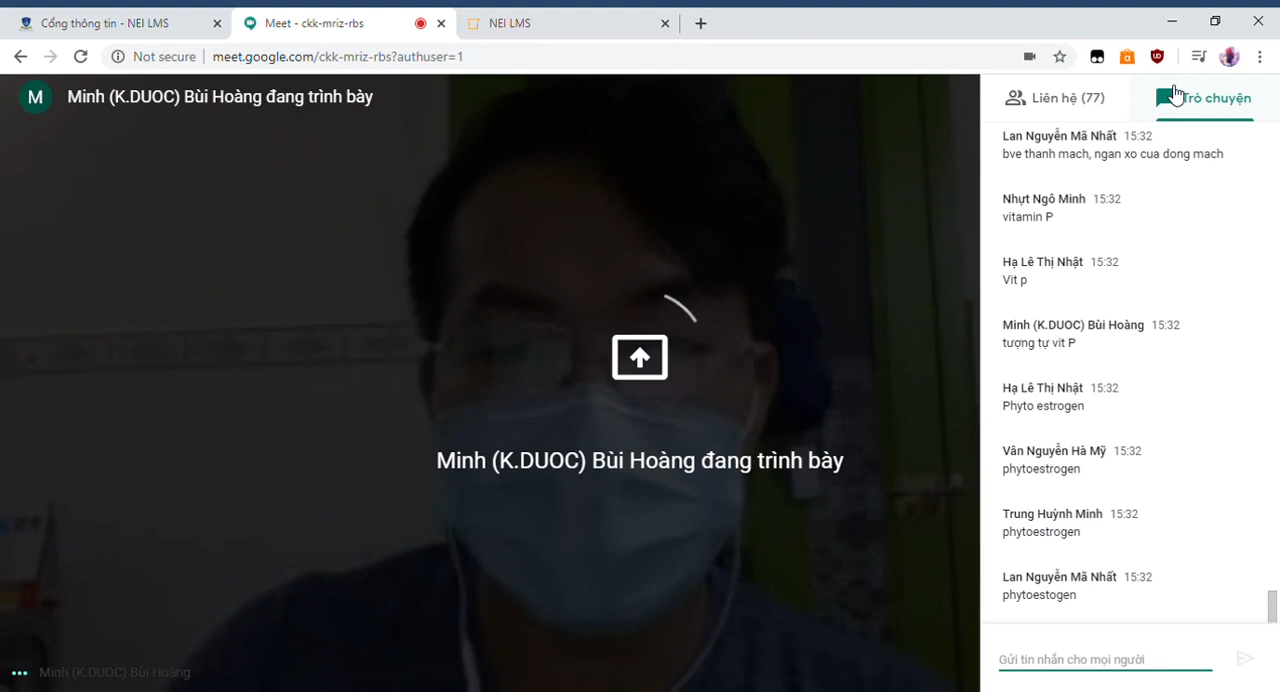 Cổng thông tin - NEI LMS
Meet - ckk-mriz-rbs
NEI LMS
Not secure
meet.google.com/ckk-mriz-rbs?authuser=1
M
Minh (K.DUOC) Bùi Hoàng đang trình bày
Liên hệ (77)
Trò chuyện
Lan Nguyễn Mã Nhất 15:32
bve thanh mach, ngan xo cua dong mach
Nhựt Ngô Minh 15:32
vitamin P
Hạ Lê Thị Nhật 15:32
Vit p
Minh (K.DUOC) Bùi Hoàng 15:32
tượng tự vit P
Hạ Lê Thị Nhật 15:32
Phyto estrogen
Vân Nguyễn Hà Mỹ 15:32
phytoestrogen
Trung Huỳnh Minh 15:32
phytoestrogen
Lan Nguyễn Mã Nhất 15:32
phytoestogen
Minh (K.DUOC) Bùi Hoàng đang trình bày
Gửi tin nhắn cho mọi người
Minh (K.DUOC) Bùi Hoàng